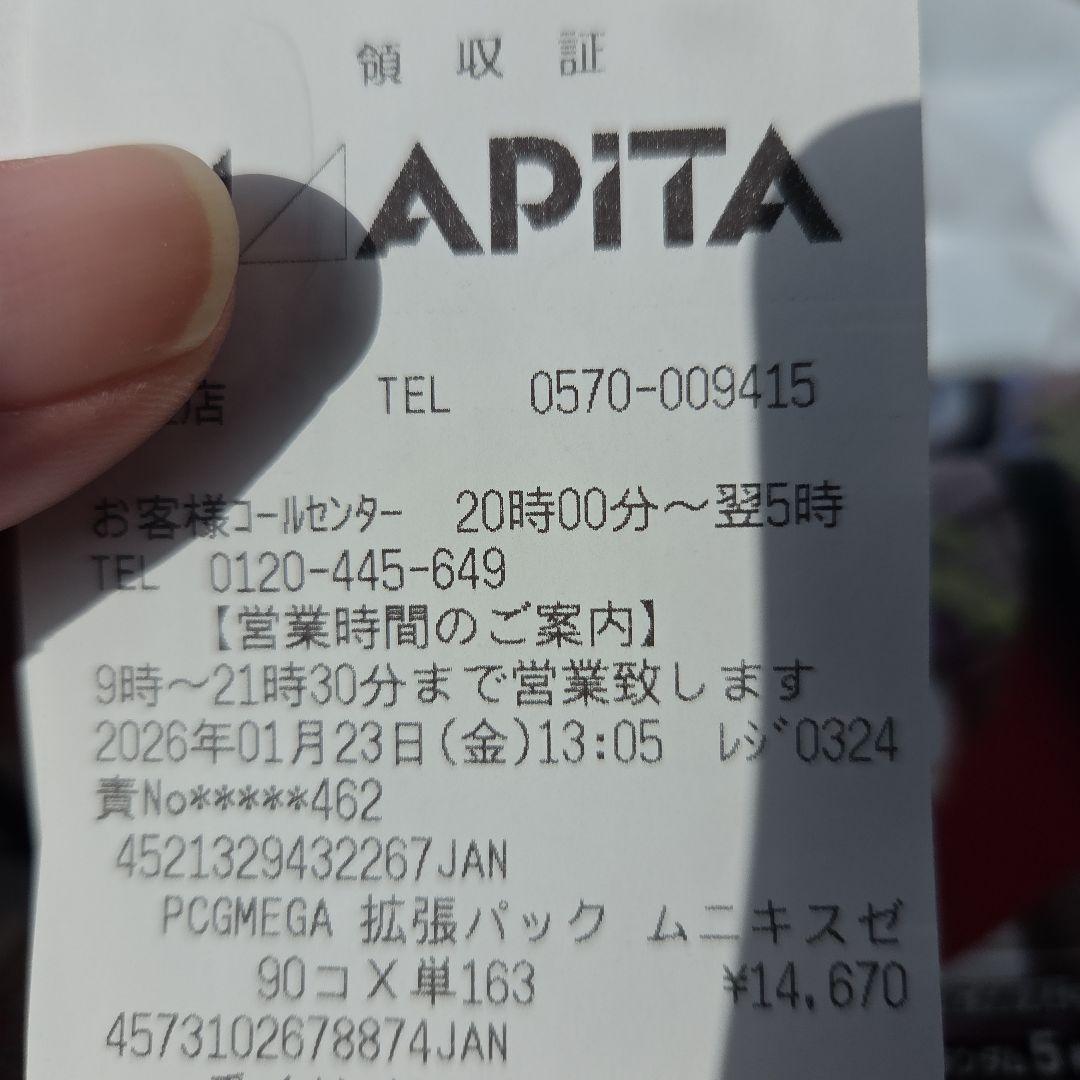 領収証
APiTA
店 TEL 0570-009415
お客様コールセンター 20時00分〜翌5時
TEL 0120-445-649
【営業時間のご案内】
9時〜21時30分まで営業致します
2026年01月23日(金)13:05 レジ0324
責No*****462
4521329432267JAN
PCGMEGA 拡張パック ムニキスゼ
90コX単163 ¥14,670
4573102678874JAN